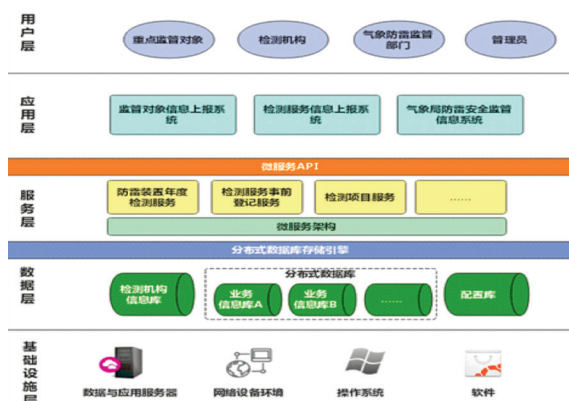 用户层
重点监管对象
检测机构
气象防雷监管
部门
管理员
应用层
监管对象信息上报系
统
检测服务信息上报系
统
气象局防雷安全监管
信息系统
微服务API
服务层
防雷装置年度
检测服务
检测服务事前
登记服务
检测项目服务
......
微服务架构
分布式数据库存储引擎
数据层
检测机构
信息库
分布式数据库
业务
信息库A
业务
信息库B
......
配置库
基础设施层
数据与应用服务器
网络设备环境
操作系统
软件